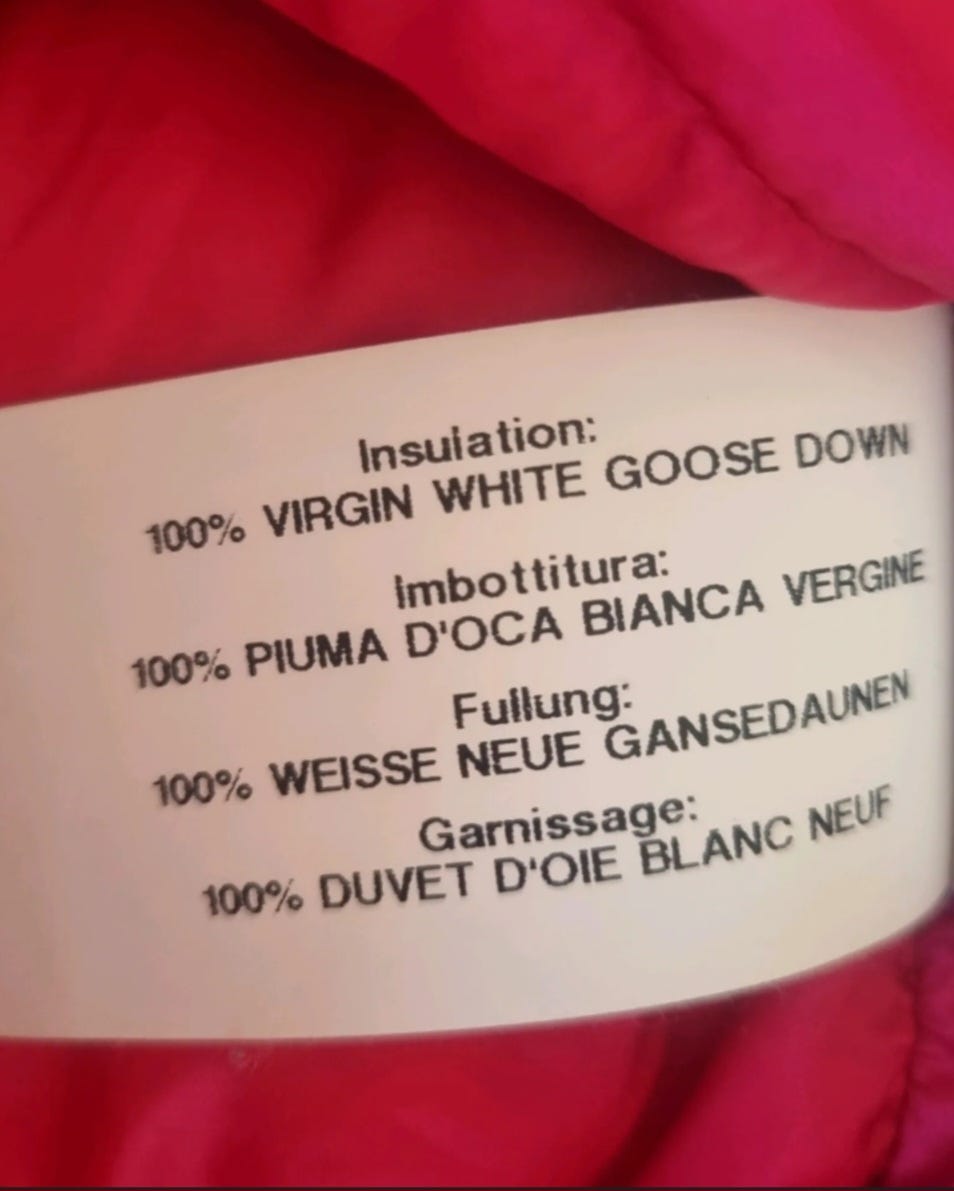 Insulation:
100% VIRGIN WHITE GOOSE DOWN
Imbottitura:
100% PIUMA D'OCA BIANCA VERGINE
Fullung:
100% WEISSE NEUE GANSEDAUNEN
Garnissage:
100% DUVET D'OIE BLANC NEUF